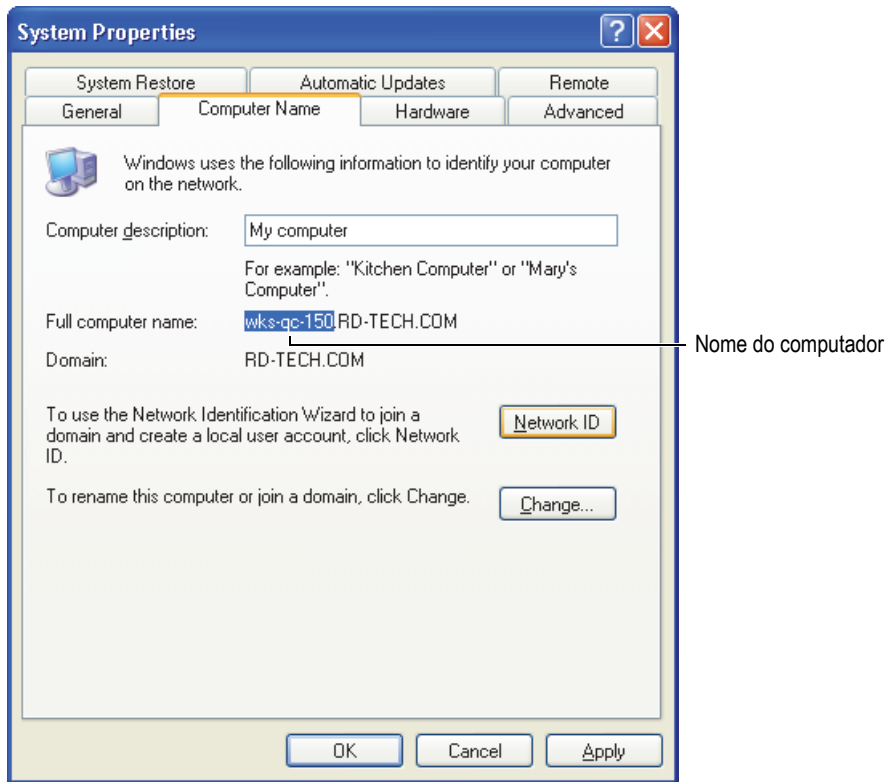 System Properties
System Restore Automatic Updates Remote
General Computer Name Hardware Advanced
Windows uses the following information to identify your computer
on the network.
Computer description: My computer
For example: "Kitchen Computer" or "Mary's
Computer".
Full computer name: wks-qc-150.RD-TECH.COM
Nome do computador
Domain: RD-TECH.COM
To use the Network Identification Wizard to join a
domain and create a local user account, click Network
ID.
Network ID
To rename this computer or join a domain, click Change.
Change...
OK Cancel Apply